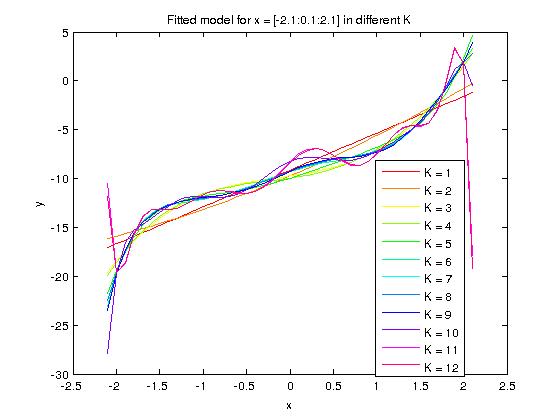 Fitted model for x = [-2.1:0.1:2.1] in different K
5
0
-5
-10
-15
-20
-25
-30
y
-2.5
-2
-1.5
-1
-0.5
0
0.5
1
1.5
2
2.5
x
K = 1
K = 2
K = 3
K = 4
K = 5
K = 6
K = 7
K = 8
K = 9
K = 10
K = 11
K = 12